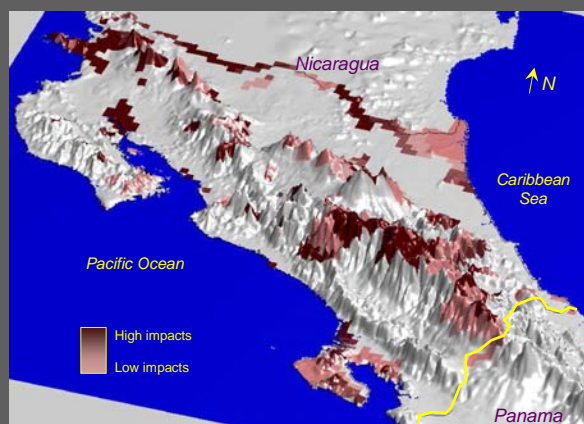 Nicaragua
N
Caribbean
Sea
Pacific Ocean
High impacts
Low impacts
Panama